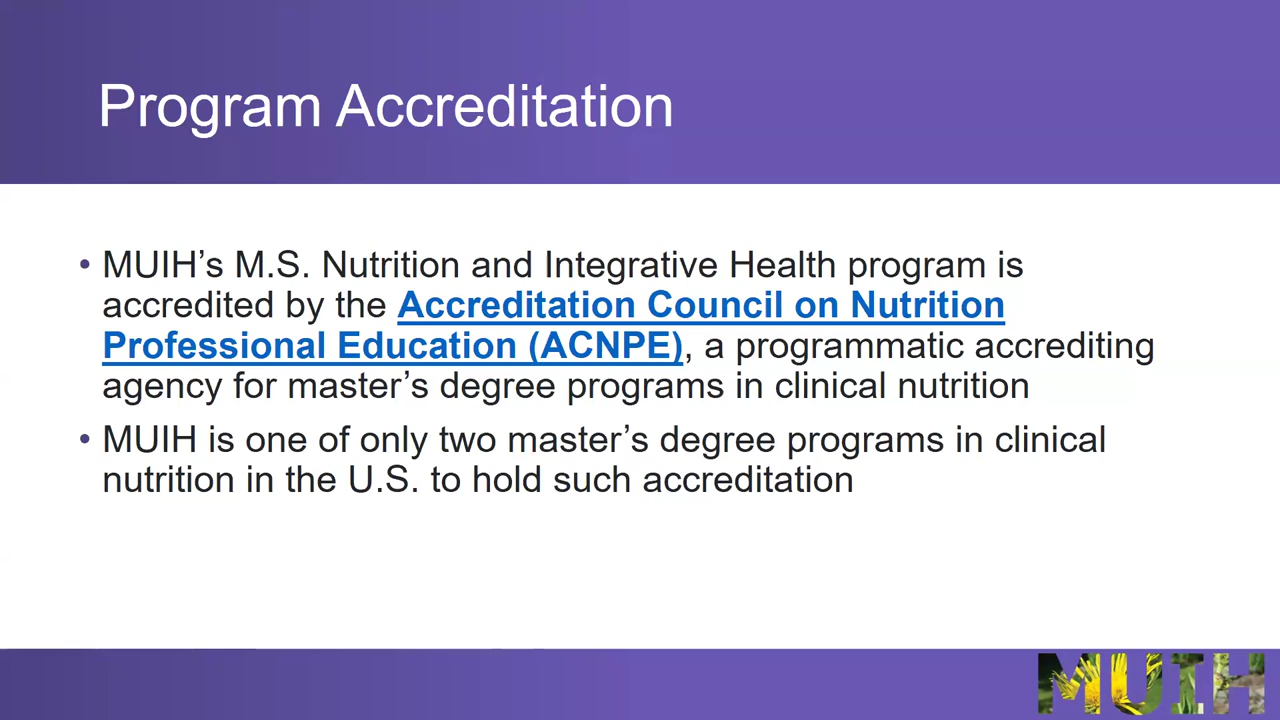 Program Accreditation
• MUIH’s M.S. Nutrition and Integrative Health program is
accredited by the Accreditation Council on Nutrition
Professional Education (ACNPE), a programmatic accrediting
agency for master’s degree programs in clinical nutrition
• MUIH is one of only two master’s degree programs in clinical
nutrition in the U.S. to hold such accreditation
MUIH